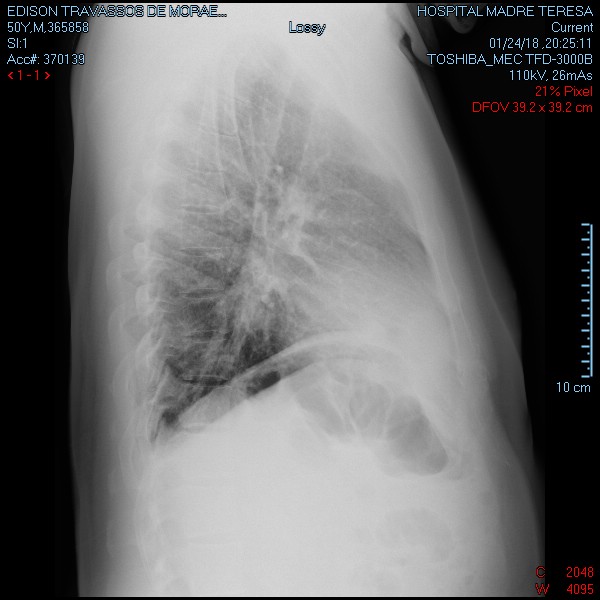 EDISON TRAVASSOS DE MORAE...
50Y,M,365858
SI:1
Acc#: 370139
<1-1>
Lossy
HOSPITAL MADRE TERESA
Current
01/24/18 ,20:25:11
TOSHIBA_MEC TFD-3000B
110kV, 26mAs
21% Pixel
DFOV 39.2 x 39.2 cm
10 cm
C 2048
W 4095